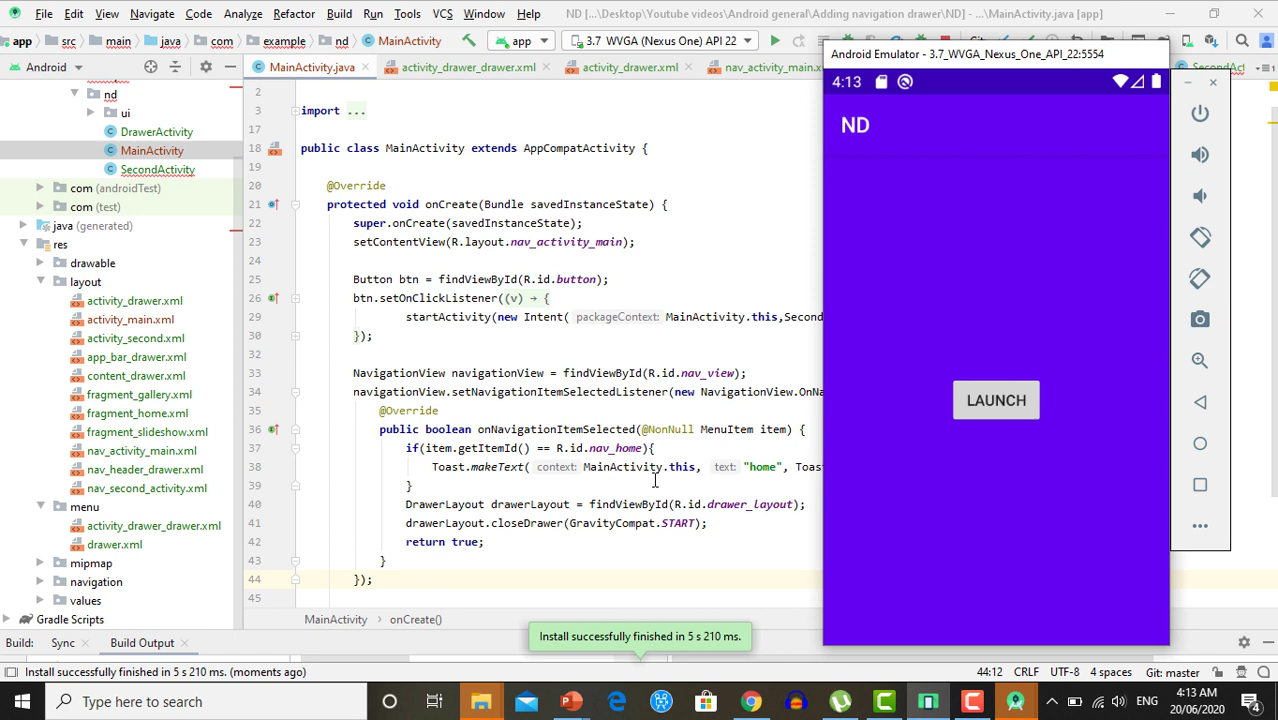 File Edit View Navigate Code Analyze Refactor Build Run Tools VCS Window Help ND [...\Desktop\Youtube videos\Android general\Adding navigation drawer\ND] - ...\MainActivity.java [app]
app src main java com example nd MainActivity app 3.7 WVGA (Nexus One) API 22
Android Emulator - 3.7_WVGA_Nexus_One_API_22:5554
Android MainActivity.java activity_drawer_drawer.xml activity_drawer.xml nav_activity_main.x SecondAct
nd
ui
DrawerActivity
MainActivity
SecondActivity
com (androidTest)
com (test)
java (generated)
res
drawable
layout
activity_drawer.xml
activity_main.xml
activity_second.xml
app_bar_drawer.xml
content_drawer.xml
fragment_gallery.xml
fragment_home.xml
fragment_slideshow.xml
nav_activity_main.xml
nav_header_drawer.xml
nav_second_activity.xml
menu
activity_drawer_drawer.xml
drawer.xml
mipmap
navigation
values
Gradle Scripts
2
3 import ...
17
18 public class MainActivity extends AppCompatActivity {
19
20 @Override
21 protected void onCreate(Bundle savedInstanceState) {
22 super.onCreate(savedInstanceState);
23 setContentView(R.layout.nav_activity_main);
24
25 Button btn = findViewById(R.id.button);
26 btn.setOnClickListener((v) → {
29 startActivity(new Intent( packageContext: MainActivity.this,Second
30 });
32
33 NavigationView navigationView = findViewById(R.id.nav_view);
34 navigationView.setNavigationItemSelectedListener(new NavigationView.OnNa
35 @Override
36 public boolean onNavigationItemSelected(@NonNull MenuItem item) {
37 if(item.getItemId() == R.id.nav_home){
38 Toast.makeText( context: MainActivity.this, text: "home", Toas
39 }
40 DrawerLayout drawerLayout = findViewById(R.id.drawer_layout);
41 drawerLayout.closeDrawer(GravityCompat.START);
42 return true;
43 }
44 });
45
MainActivity › onCreate()
4:13
ND
LAUNCH
Install successfully finished in 5 s 210 ms.
Build: Sync Build Output
Install successfully finished in 5 s 210 ms. (moments ago) 44:12 CRLF UTF-8 4 spaces Git: master
Type here to search
ENG
4:13 AM
20/06/2020
4